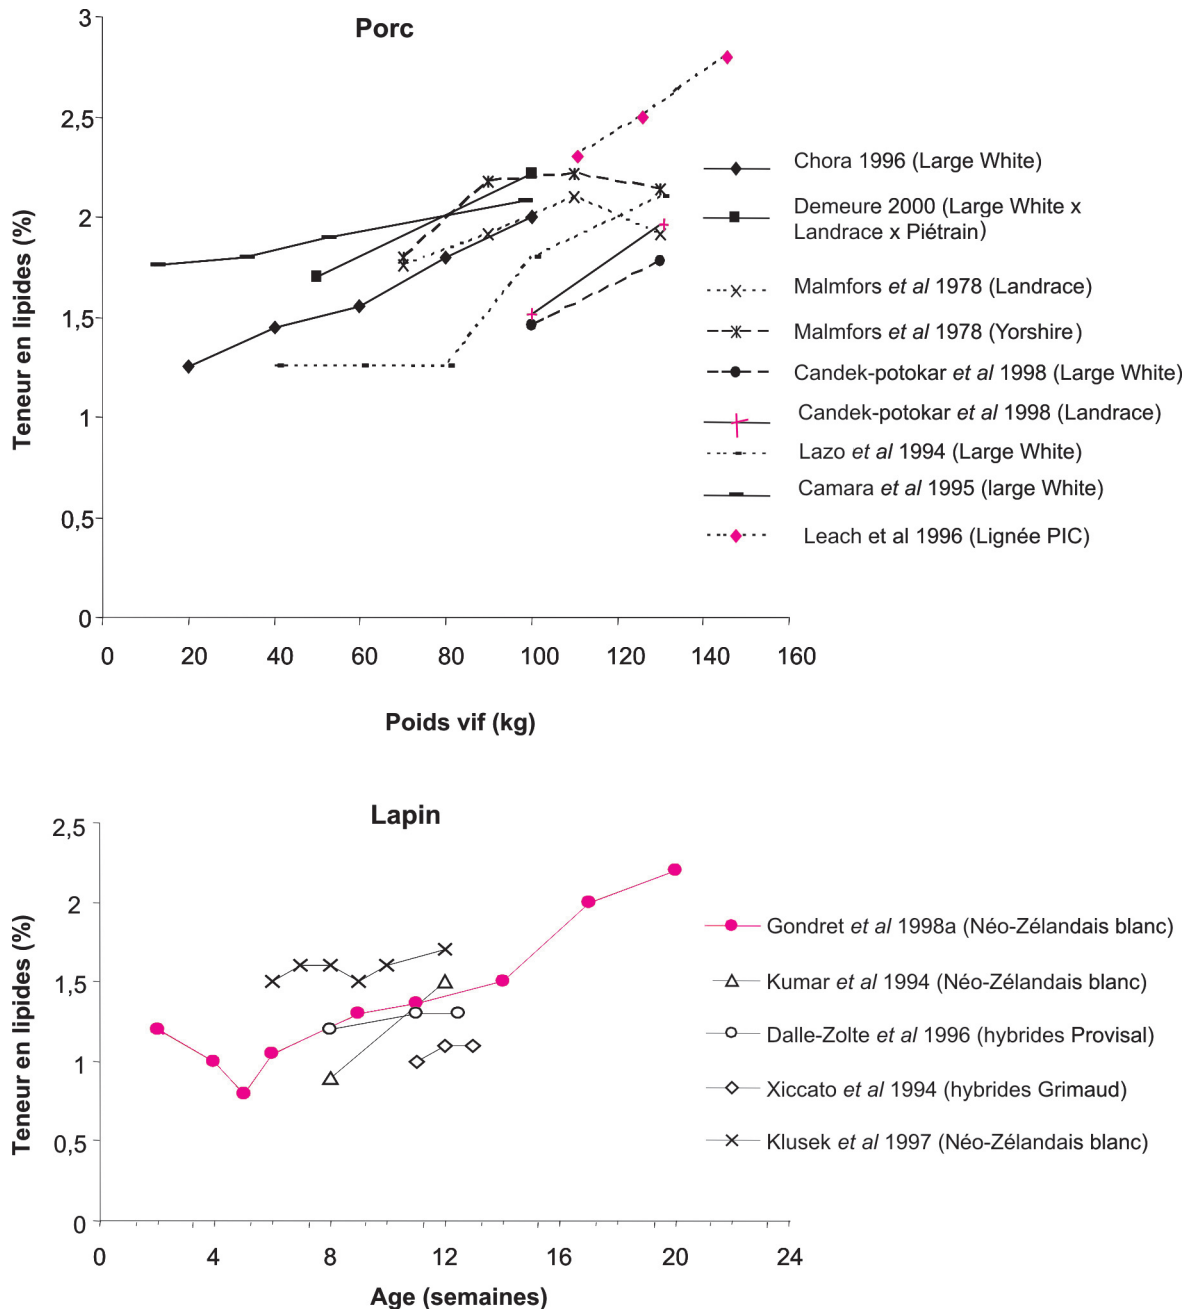 Porc
3
2,5
2
1,5
1
0,5
0
Teneur en lipides (%)
0 20 40 60 80 100 120 140 160
Poids vif (kg)
Chora 1996 (Large White)
Demeure 2000 (Large White x
Landrace x Piétrain)
Malmfors et al 1978 (Landrace)
Malmfors et al 1978 (Yorshire)
Candek-potokar et al 1998 (Large White)
Candek-potokar et al 1998 (Landrace)
Lazo et al 1994 (Large White)
Camara et al 1995 (large White)
Leach et al 1996 (Lignée PIC)
Lapin
2,5
2
1,5
1
0,5
0
Teneur en lipides (%)
0 4 8 12 16 20 24
Age (semaines)
Gondret et al 1998a (Néo-Zélandais blanc)
Kumar et al 1994 (Néo-Zélandais blanc)
Dalle-Zolte et al 1996 (hybrides Provisal)
Xiccato et al 1994 (hybrides Grimaud)
Klusek et al 1997 (Néo-Zélandais blanc)